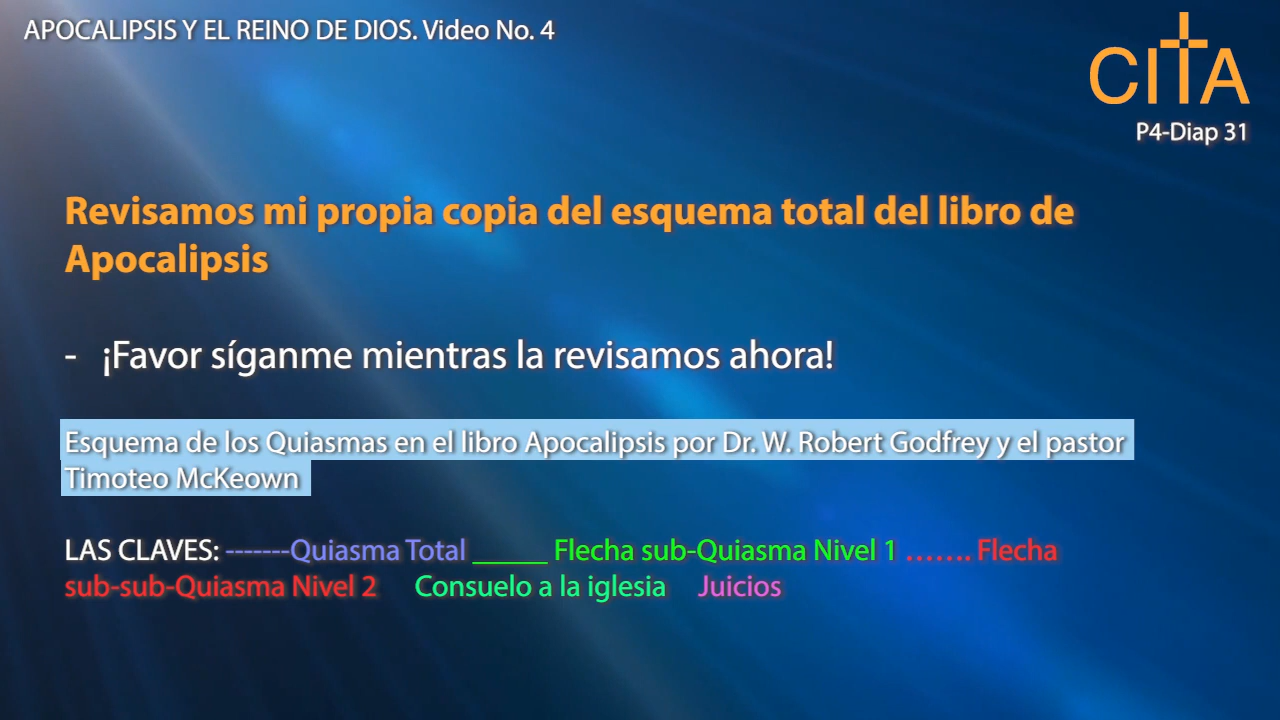 APOCALIPSIS Y EL REINO DE DIOS. Video No. 4
CITA
P4-Diap 31
Revisamos mi propia copia del esquema total del libro de
Apocalipsis
- ¡Favor síganme mientras la revisamos ahora!
Esquema de los Quiasmas en el libro Apocalipsis por Dr. W. Robert Godfrey y el pastor
Timoteo McKeown
LAS CLAVES: -------Quiasma Total _____ Flecha sub-Quiasma Nivel 1 ……. Flecha
sub-sub-Quiasma Nivel 2 Consuelo a la iglesia Juicios